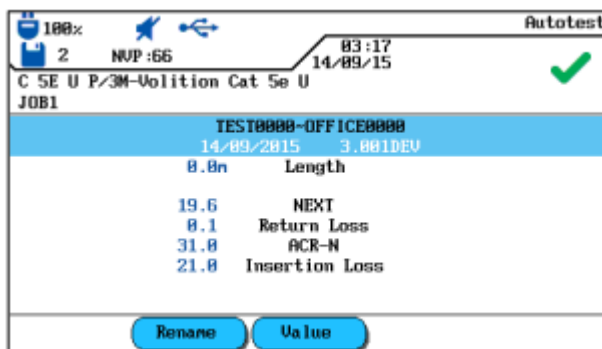 100% Autotest
2 NVP :66 03:17
14/09/15
C 5E U P/3M-Volition Cat 5e U
JOB1
TEST0000~OFFICE0000
14/09/2015 3.001DEV
0.0m Length
19.6 NEXT
0.1 Return Loss
31.0 ACR-N
21.0 Insertion Loss
Rename Value